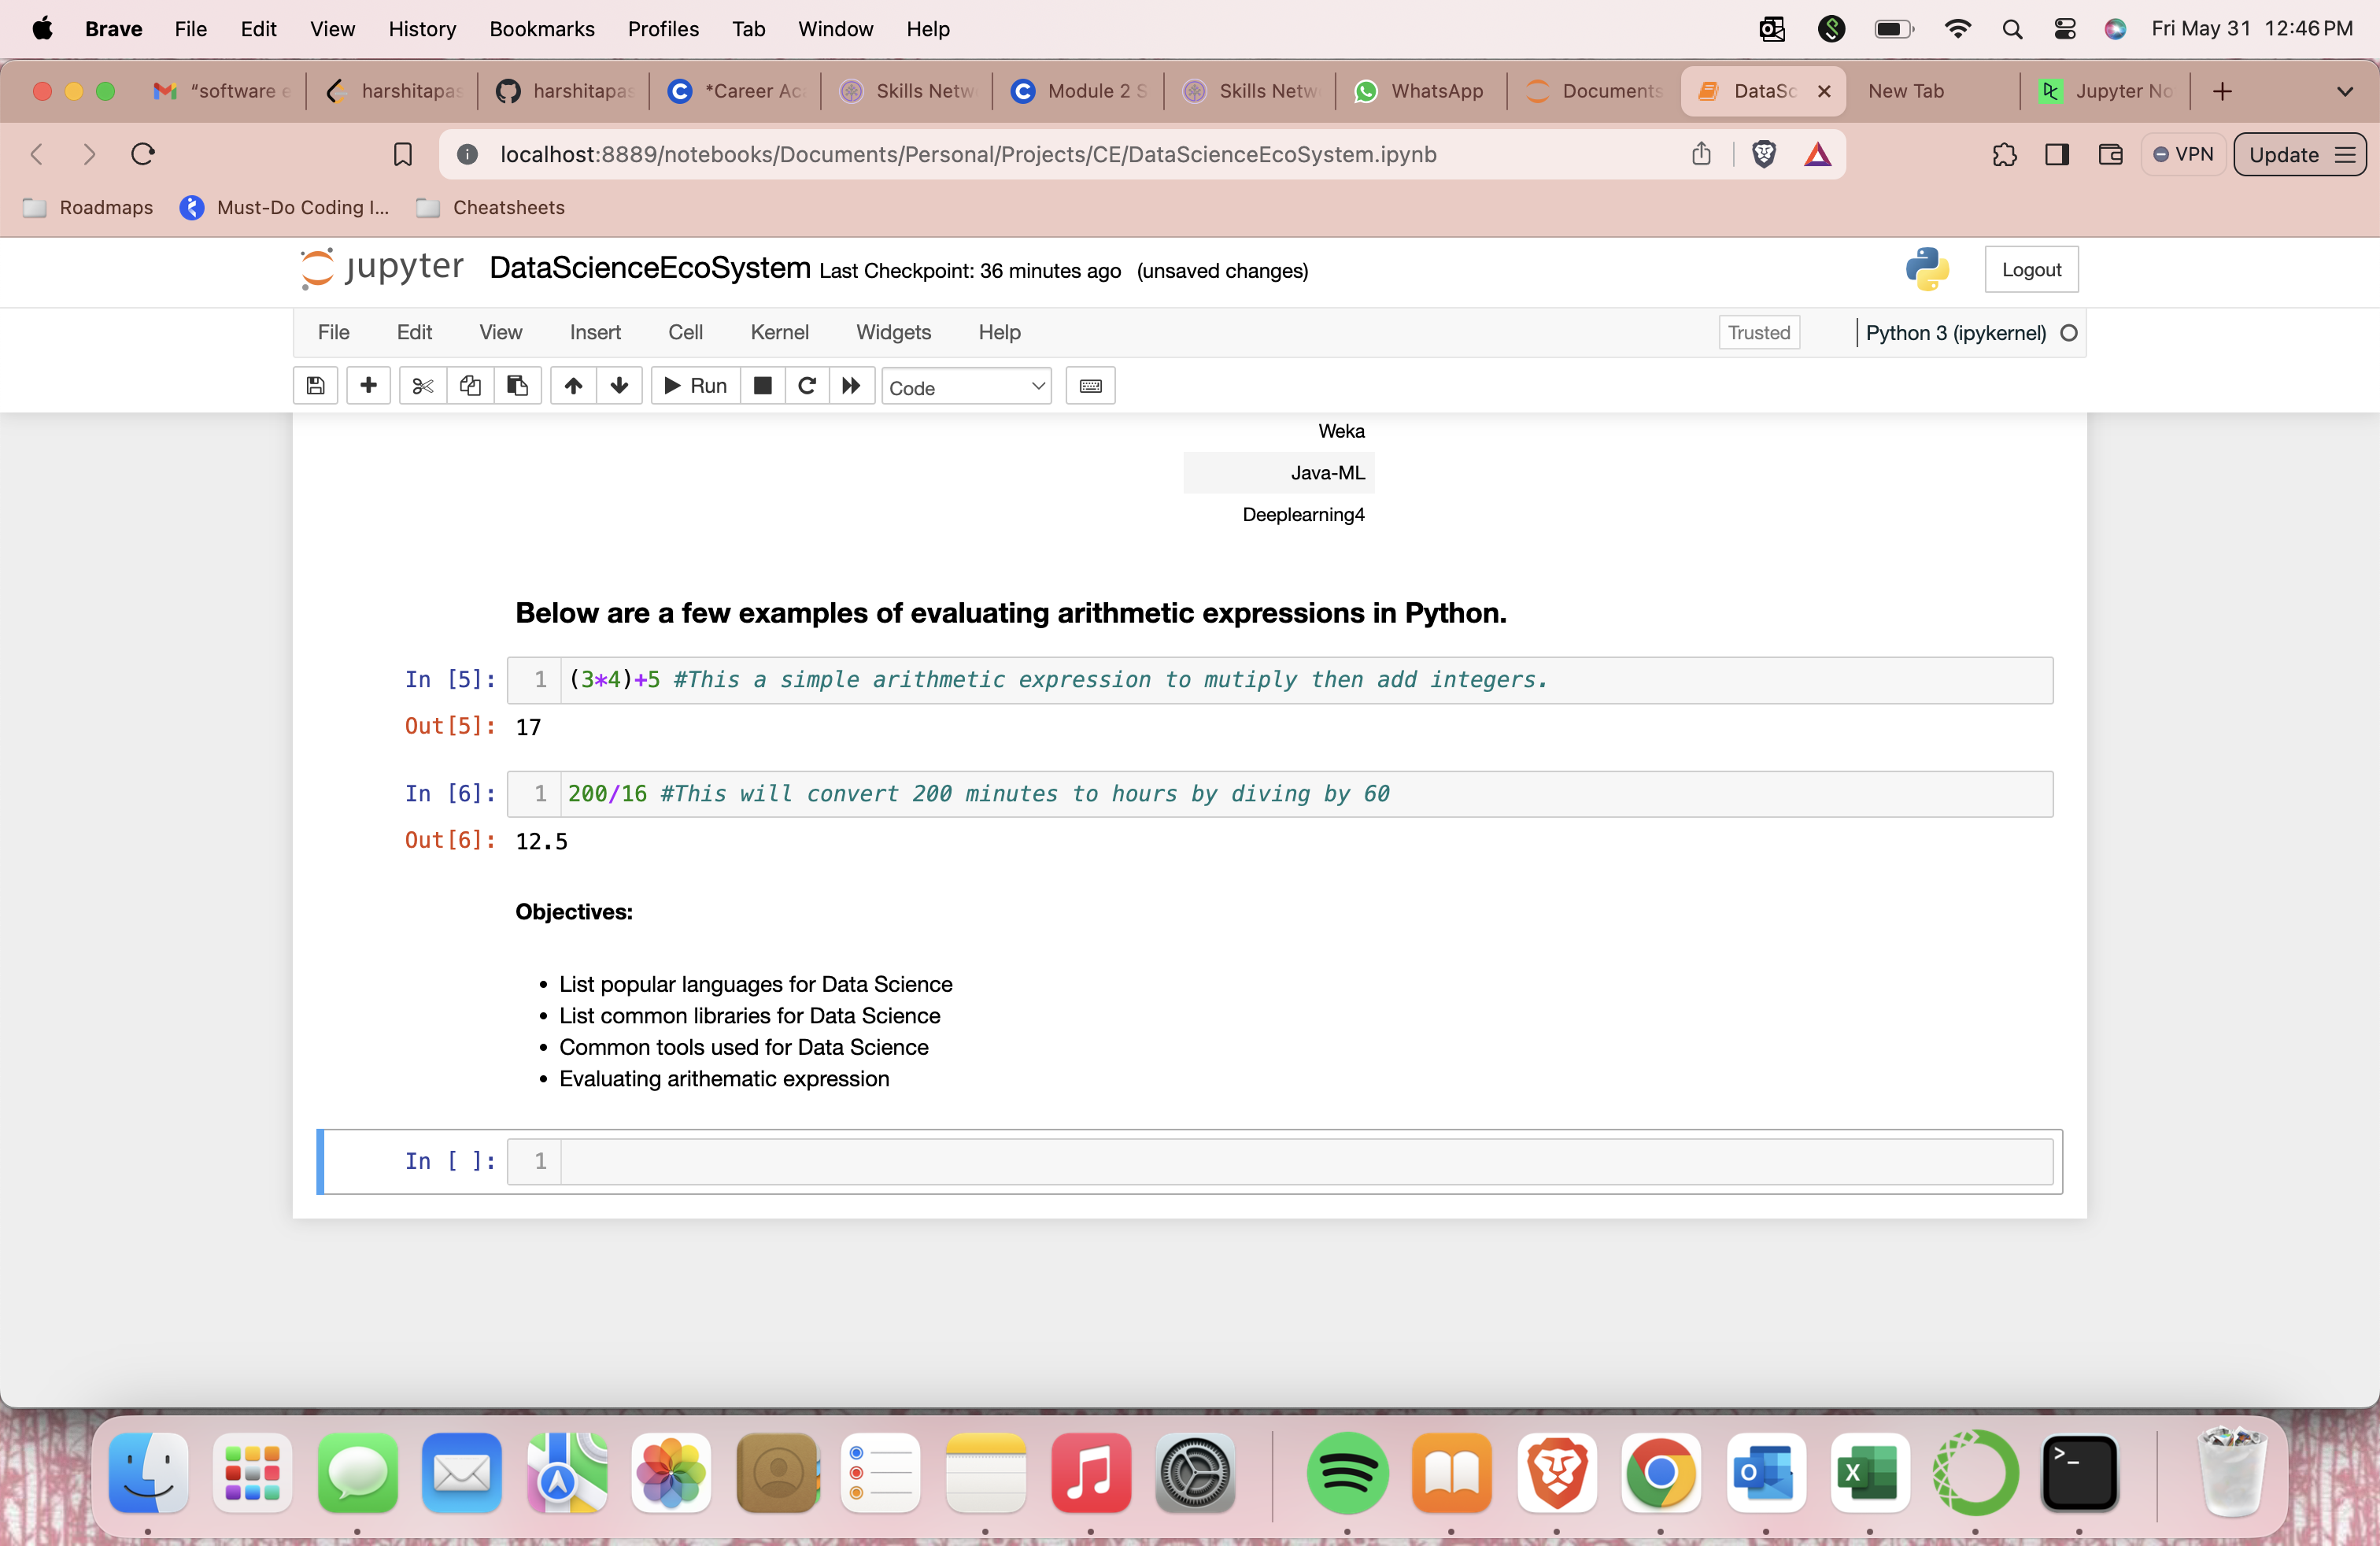 Brave File Edit View History Bookmarks Profiles Tab Window Help Fri May 31 12:46 PM
"software e harshitapas harshitapas *Career Aca Skills Netw Module 2 S Skills Netw WhatsApp Documents DataSc New Tab Jupyter No
localhost:8889/notebooks/Documents/Personal/Projects/CE/DataScienceEcoSystem.ipynb VPN Update
Roadmaps Must-Do Coding I... Cheatsheets
jupyter DataScienceEcoSystem Last Checkpoint: 36 minutes ago (unsaved changes) Logout
File Edit View Insert Cell Kernel Widgets Help Trusted Python 3 (ipykernel)
Run Code
Weka
Java-ML
Deeplearning4
Below are a few examples of evaluating arithmetic expressions in Python.
In [5]: 1 (3*4)+5 #This a simple arithmetic expression to mutiply then add integers.
Out[5]: 17
In [6]: 1 200/16 #This will convert 200 minutes to hours by diving by 60
Out[6]: 12.5
Objectives:
• List popular languages for Data Science
• List common libraries for Data Science
• Common tools used for Data Science
• Evaluating arithematic expression
In [ ]: 1